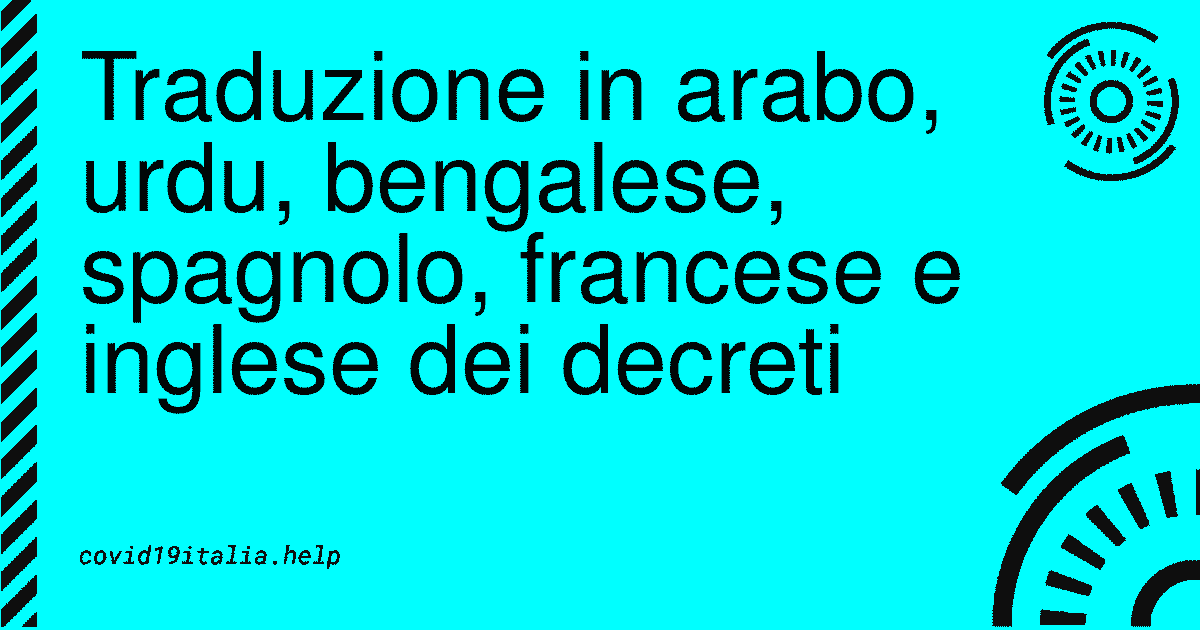 Traduzione in arabo,
urdu, bengalese,
spagnolo, francese e
inglese dei decreti
covid19italia.help